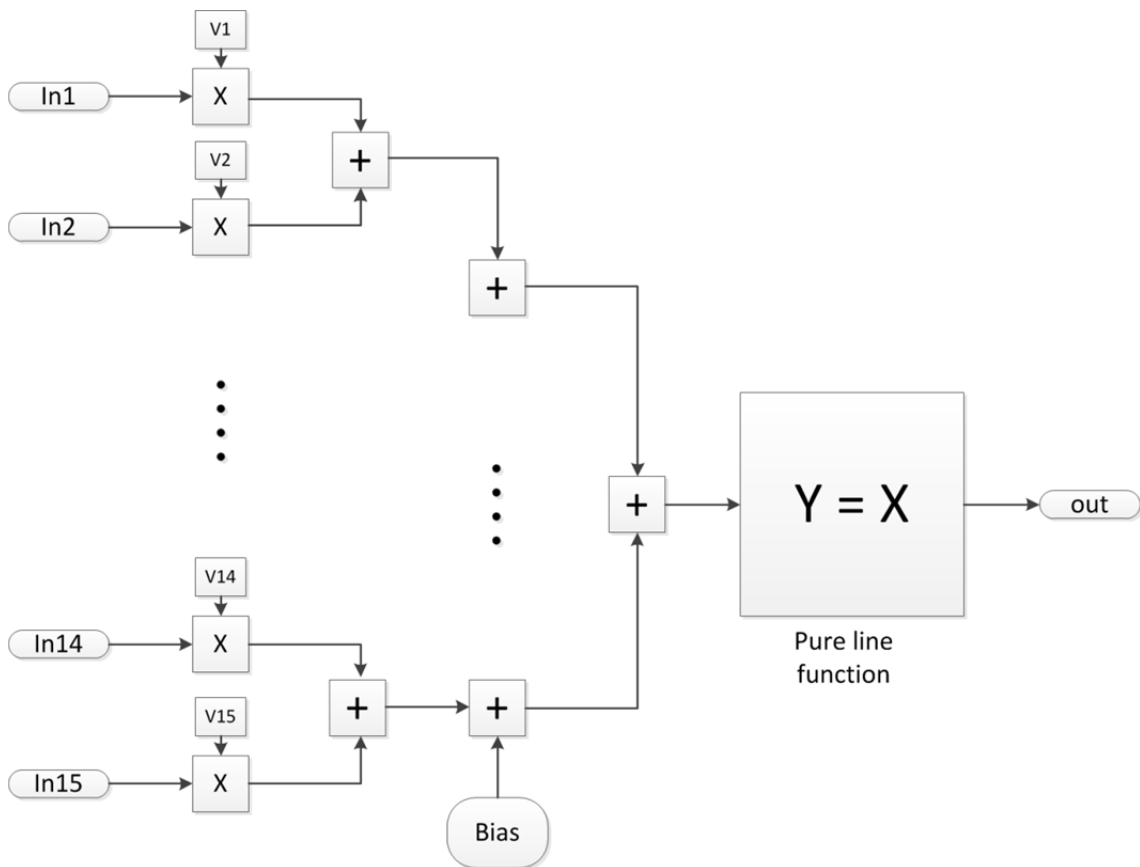 V1
In1
X
+
V2
In2
X
+
+
Y = X
out
Pure line
function
V14
In14
X
+
+
V15
In15
X
Bias